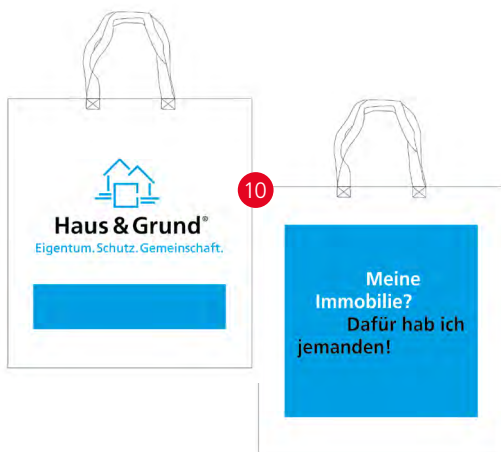 Haus & Grund®
Eigentum. Schutz. Gemeinschaft.
10
Meine
Immobilie?
Dafür hab ich
jemanden!